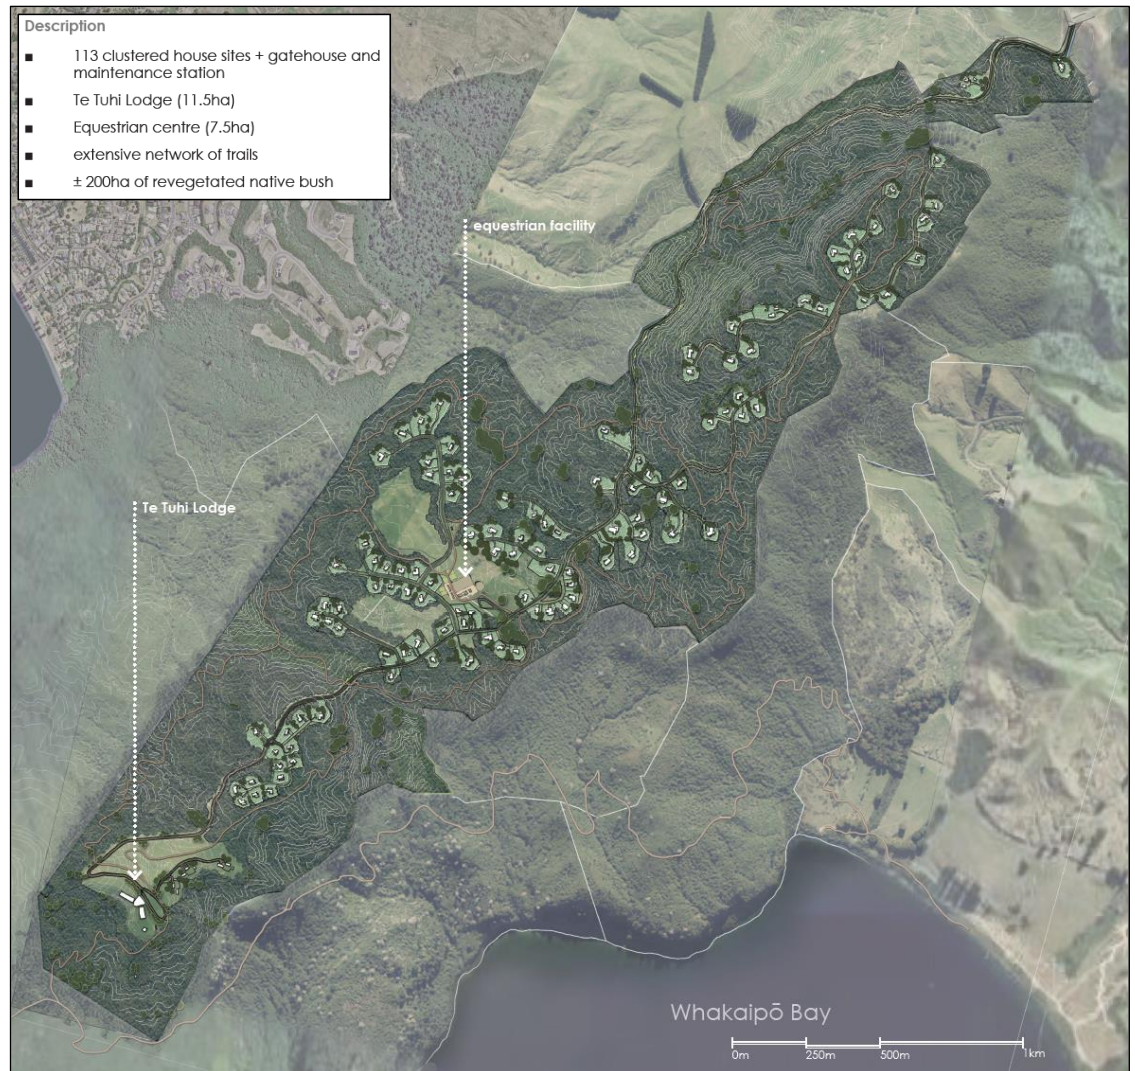 Description
■ 113 clustered house sites + gatehouse and
maintenance station
■ Te Tuhi Lodge (11.5ha)
■ Equestrian centre (7.5ha)
■ extensive network of trails
■ ± 200ha of revegetated native bush
equestrian facility
Te Tuhi Lodge
Whakaipō Bay
0m 250m 500m 1km